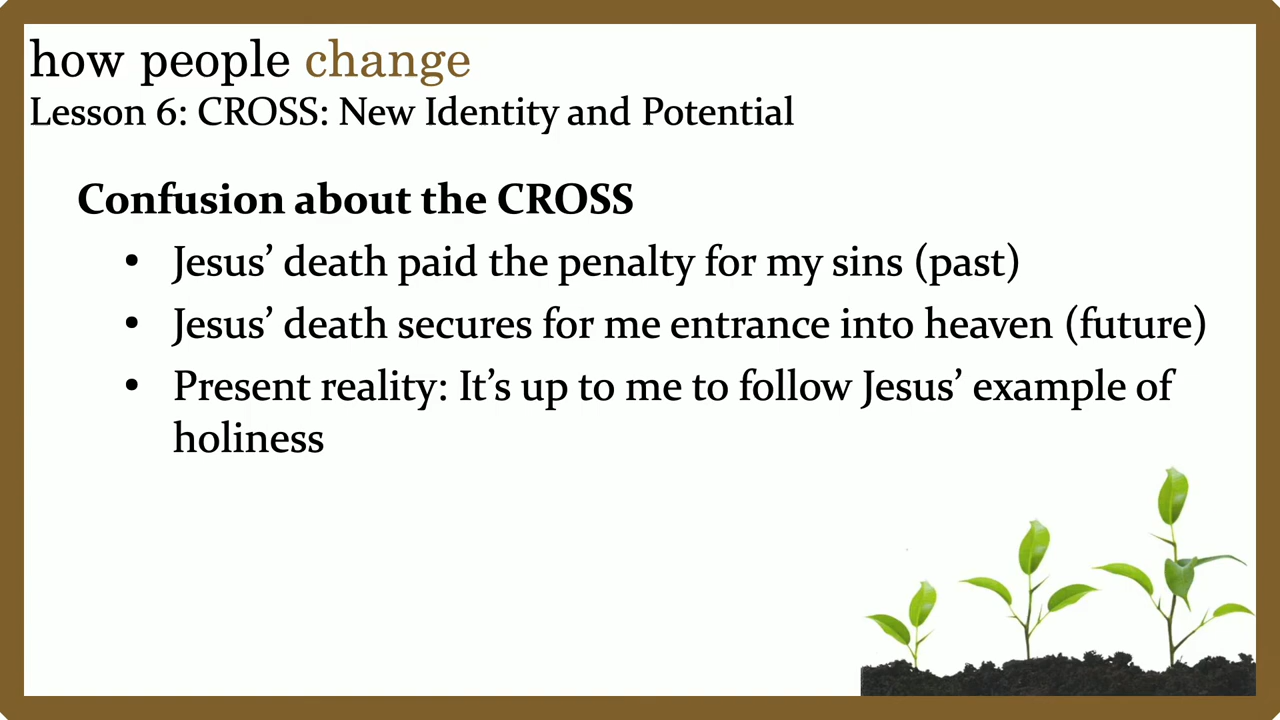 how people change
Lesson 6: CROSS: New Identity and Potential
Confusion about the CROSS
• Jesus’ death paid the penalty for my sins (past)
• Jesus’ death secures for me entrance into heaven (future)
• Present reality: It’s up to me to follow Jesus’ example of
holiness